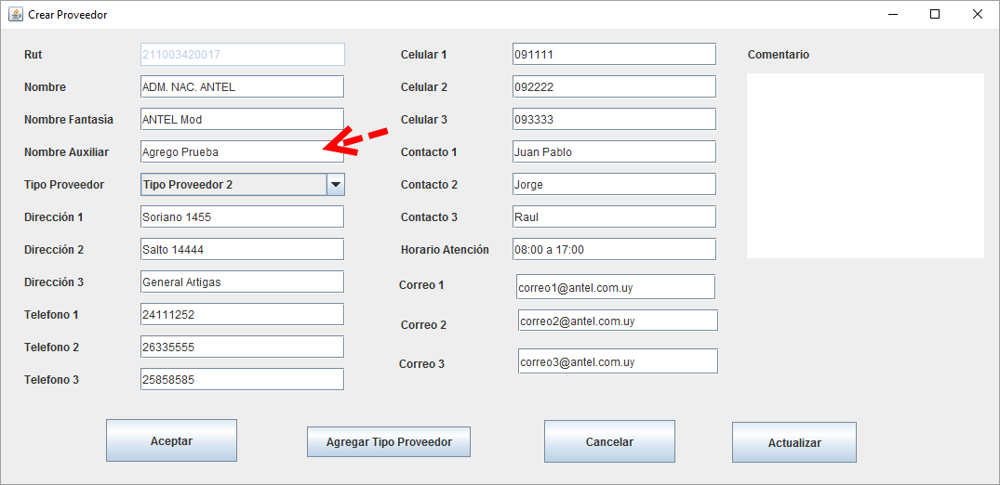 Crear Proveedor
Rut 211003420017
Nombre ADM. NAC. ANTEL
Nombre Fantasía ANTEL Mod
Nombre Auxiliar Agrego Prueba
Tipo Proveedor Tipo Proveedor 2
Dirección 1 Soriano 1455
Dirección 2 Salto 14444
Dirección 3 General Artigas
Telefono 1 24111252
Telefono 2 26335555
Telefono 3 25858585
Celular 1 091111
Celular 2 092222
Celular 3 093333
Contacto 1 Juan Pablo
Contacto 2 Jorge
Contacto 3 Raul
Horario Atención 08:00 a 17:00
Correo 1 correo1@antel.com.uy
Correo 2 correo2@antel.com.uy
Correo 3 correo3@antel.com.uy
Comentario
Aceptar Agregar Tipo Proveedor Cancelar Actualizar